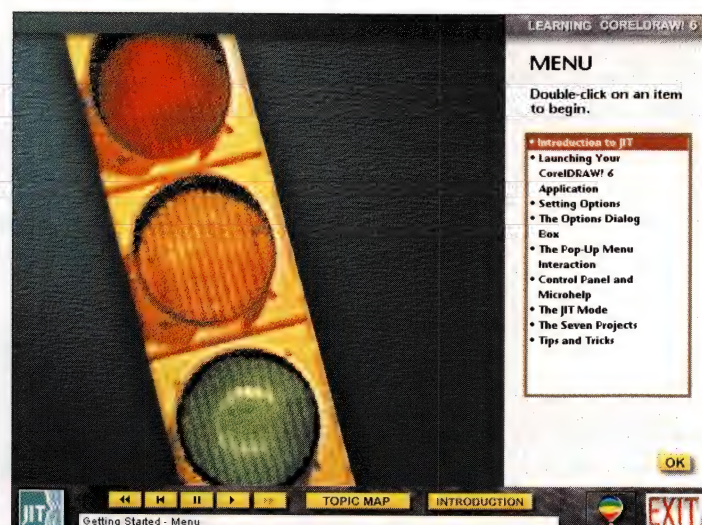 LEARNING CORELDRAW! 6
MENU
Double-click on an item
to begin.
• Introduction to JIT
• Launching Your
CorelDRAW! 6
Application
• Setting Options
• The Options Dialog
Box
• The Pop-Up Menu
Interaction
• Control Panel and
Microhelp
• The JIT Mode
• The Seven Projects
• Tips and Tricks
OK
TOPIC MAP
INTRODUCTION
JIT
EXIT
Getting Started - Menu